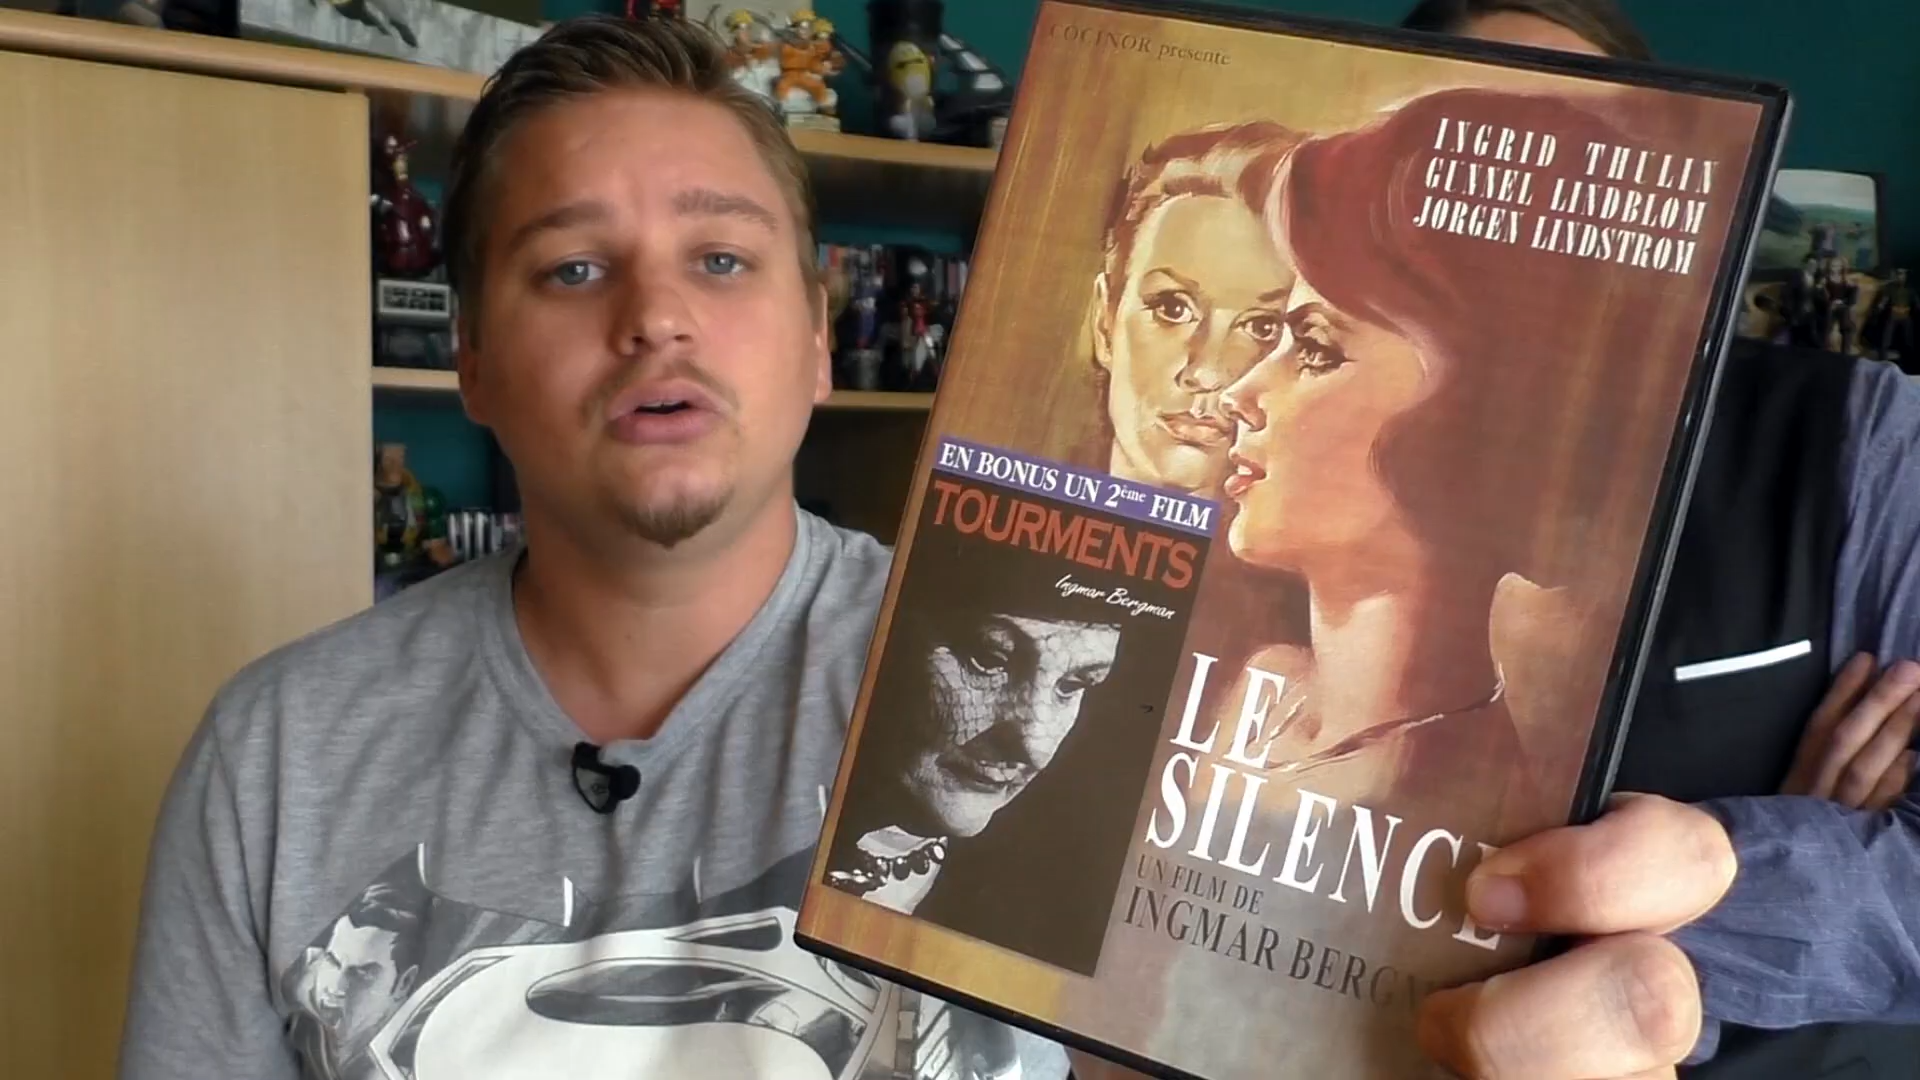 COCINOR presente
INGRID THULIN
GUNNEL LINDBLOM
JORGEN LINDSTROM
EN BONUS UN 2ème FILM
TOURMENTS
Ingmar Bergman
LE
SILENCE
UN FILM DE
INGMAR BERG